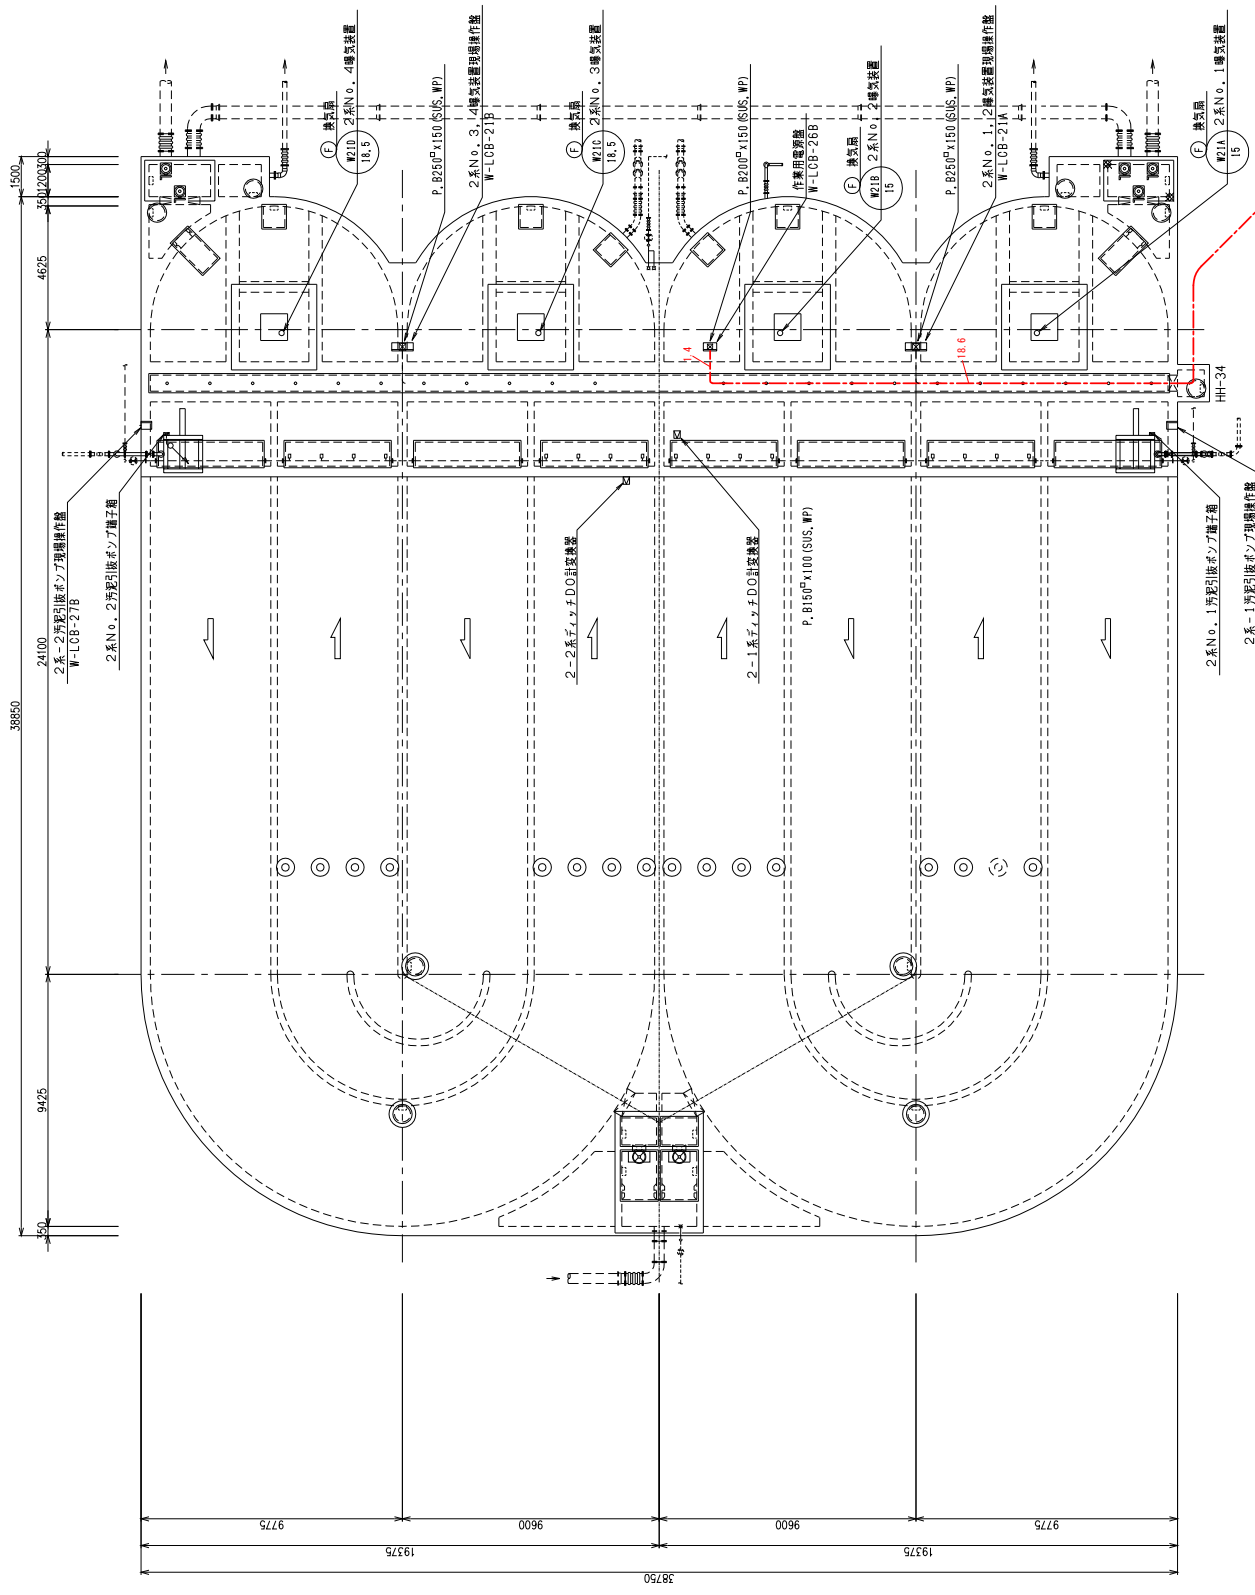 換気扇
F
2系No.4曝気装置
W21D
18.5
P.B250□x150(SUS.WP)
2系No.3,4曝気装置現場操作盤
W-LCB-21B
換気扇
F
2系No.3曝気装置
W21C
18.5
P.B200□x150(SUS.WP)
作業用電源盤
W-LCB-26B
換気扇
F
2系No.2曝気装置
W21B
15
P.B250□x150(SUS.WP)
2系No.1,2曝気装置現場操作盤
W-LCB-21A
換気扇
F
2系No.1曝気装置
W21A
15
1.4
18.6
HH-34
2系-2汚泥引抜ポンプ現場操作盤
W-LCB-27B
2系No.2汚泥引抜ポンプ端子箱
2-2系ディッチDO計変換器
2-1系ディッチDO計変換器
P.B150□x100(SUS.WP)
2系No.1汚泥引抜ポンプ端子箱
2系-1汚泥引抜ポンプ現場操作盤
1500
300
1200
350
4625
24100
38850
9425
350
9775
9600
9600
9775
19375
19375
38750